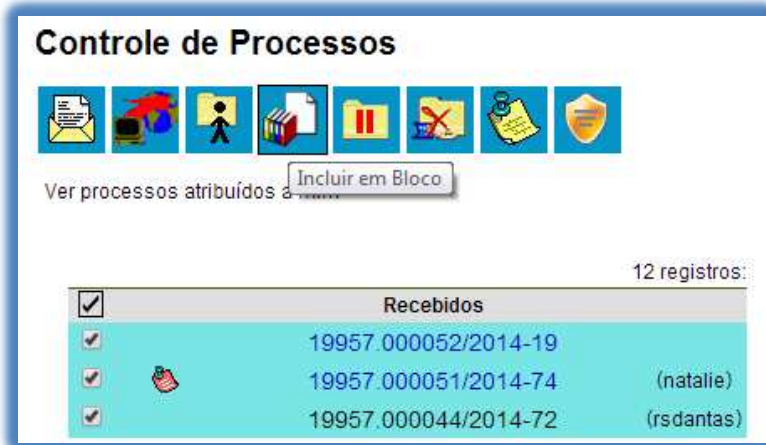 Controle de Processos
Incluir em Bloco
Ver processos atribuídos a
12 registros:
Recebidos
19957.000052/2014-19
19957.000051/2014-74 (natalie)
19957.000044/2014-72 (rsdantas)